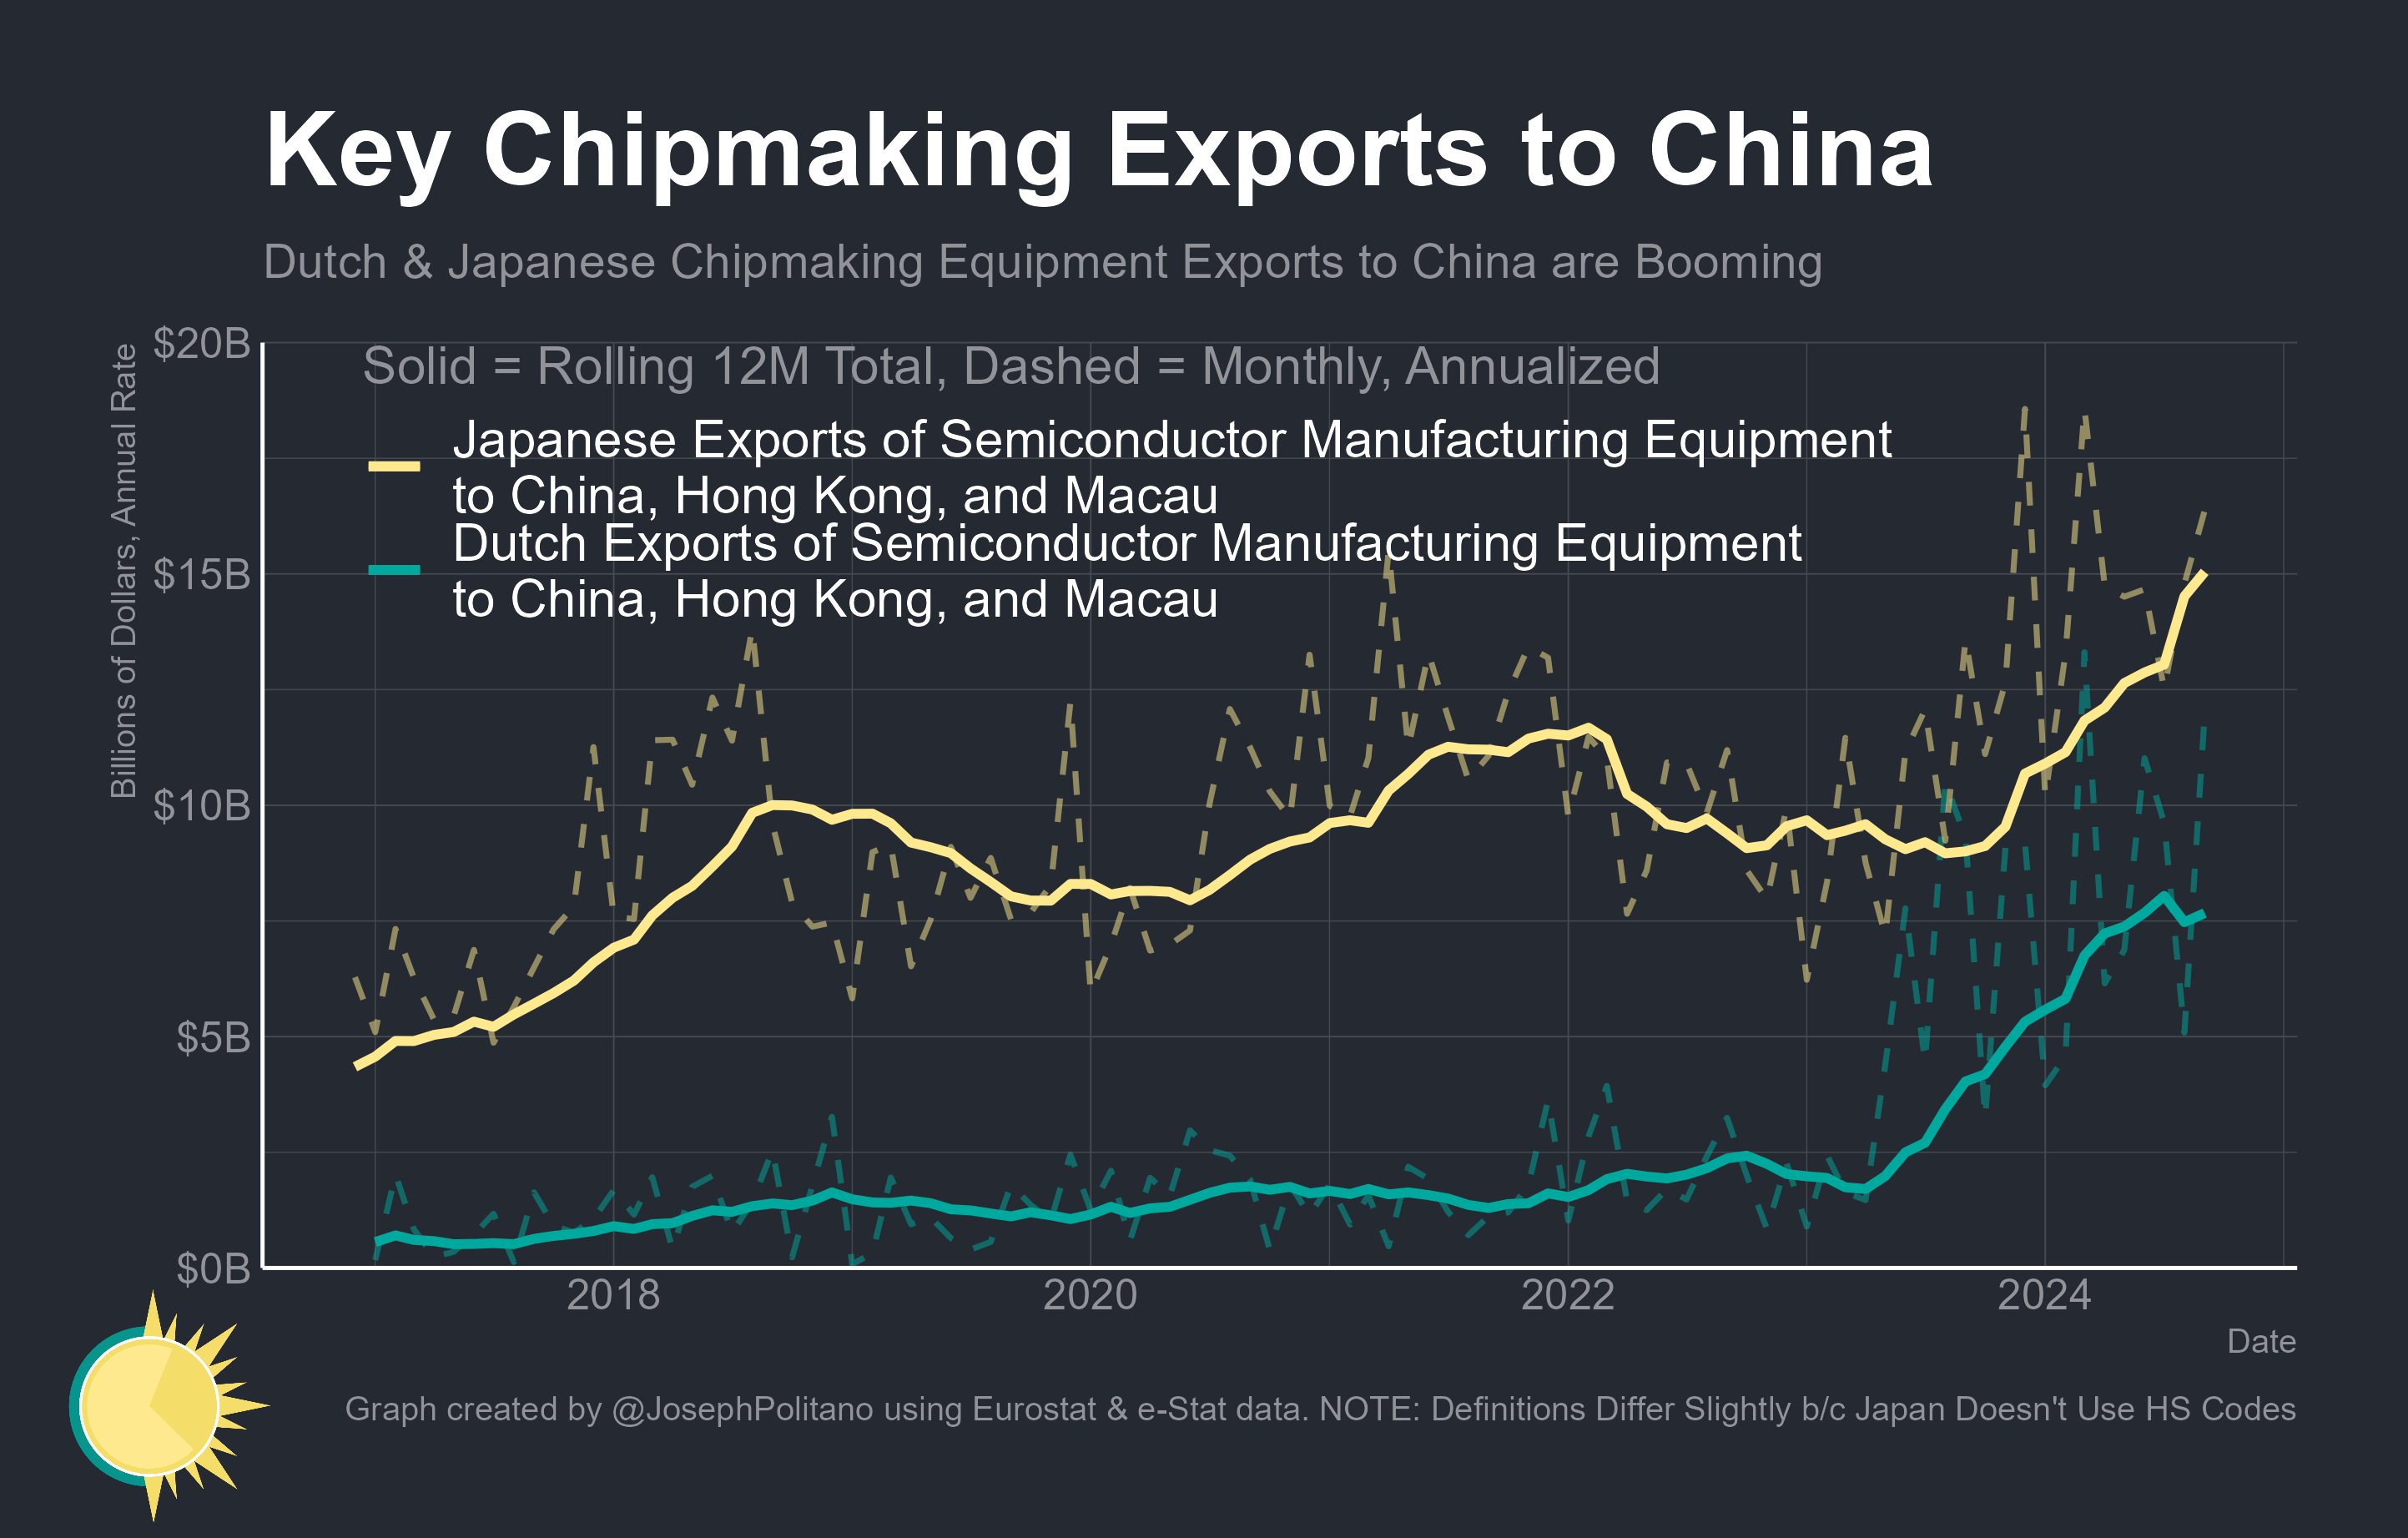 Key Chipmaking Exports to China
Dutch & Japanese Chipmaking Equipment Exports to China are Booming
Billions of Dollars, Annual Rate
$20B
$15B
$10B
$5B
$0B
Solid = Rolling 12M Total, Dashed = Monthly, Annualized
Japanese Exports of Semiconductor Manufacturing Equipment
to China, Hong Kong, and Macau
Dutch Exports of Semiconductor Manufacturing Equipment
to China, Hong Kong, and Macau
2018
2020
2022
2024
Date
Graph created by @JosephPolitano using Eurostat & e-Stat data. NOTE: Definitions Differ Slightly b/c Japan Doesn't Use HS Codes